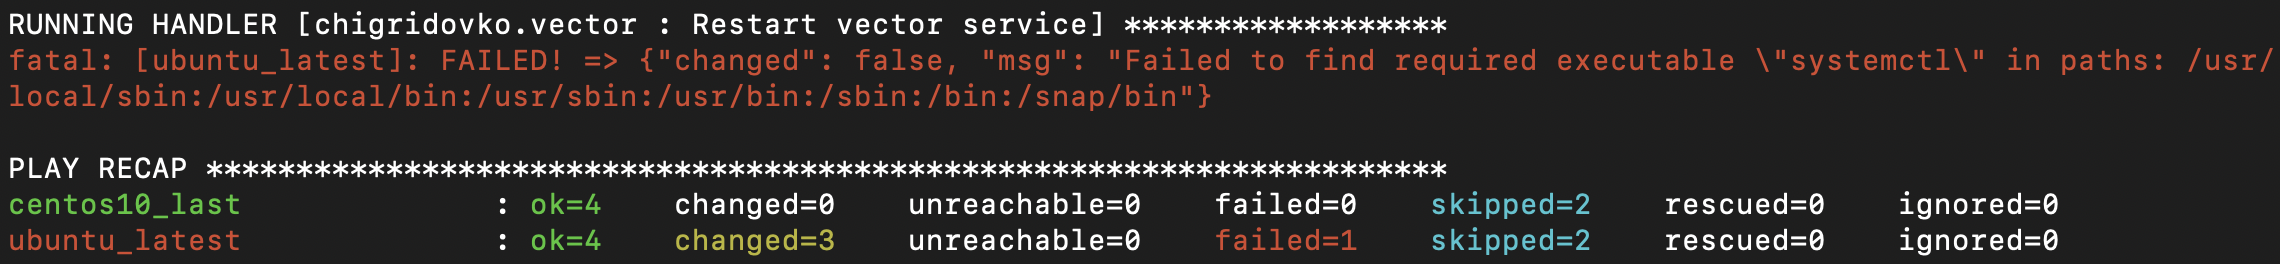 RUNNING HANDLER [chigridovko.vector : Restart vector service] ******************
fatal: [ubuntu_latest]: FAILED! => {"changed": false, "msg": "Failed to find required executable \"systemctl\" in paths: /usr/
local/sbin:/usr/local/bin:/usr/sbin:/usr/bin:/sbin:/bin:/snap/bin"}
PLAY RECAP *********************************************************************
centos10_last : ok=4 changed=0 unreachable=0 failed=0 skipped=2 rescued=0 ignored=0
ubuntu_latest : ok=4 changed=3 unreachable=0 failed=1 skipped=2 rescued=0 ignored=0